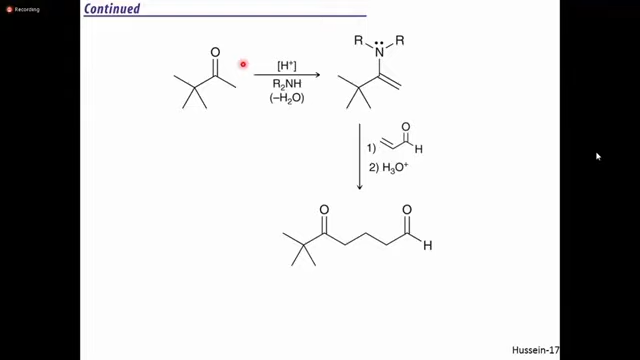 Recording
Continued
O
[H⁺]
R₂NH
(–H₂O)
R N R
1) O H
2) H₃O⁺
O O H
Hussein-17